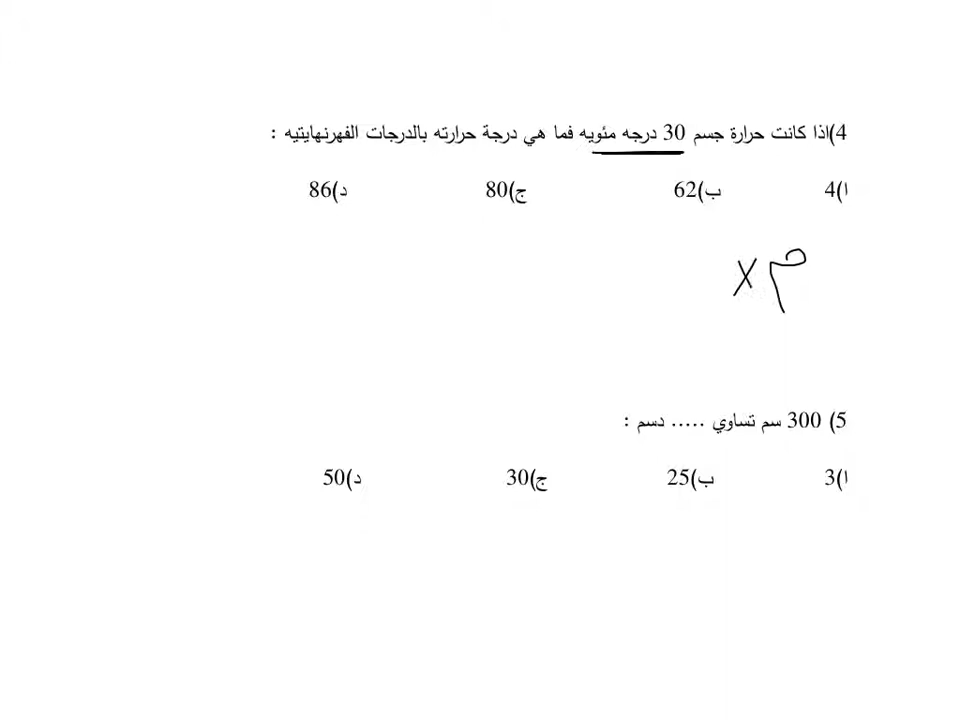 4)اذا كانت حرارة جسم 30 درجه مئويه فما هي درجة حرارته بالدرجات الفهرنهايتيه :
ا)4 ب)62 ج)80 د)86
م x
5) 300 سم تساوي ..... دسم :
ا)3 ب)25 ج)30 د)50